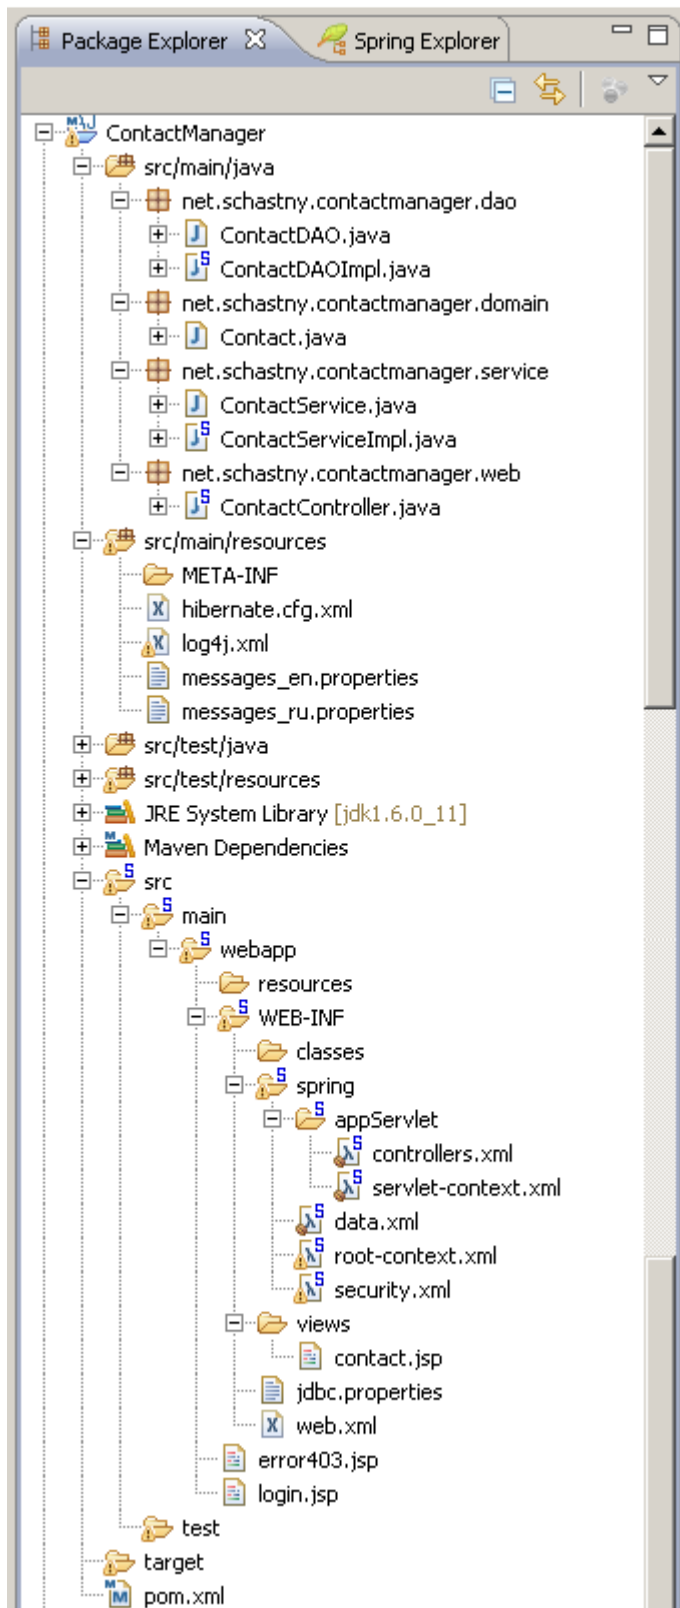 Package Explorer Spring Explorer
ContactManager
src/main/java
net.schastny.contactmanager.dao
ContactDAO.java
ContactDAOImpl.java
net.schastny.contactmanager.domain
Contact.java
net.schastny.contactmanager.service
ContactService.java
ContactServiceImpl.java
net.schastny.contactmanager.web
ContactController.java
src/main/resources
META-INF
hibernate.cfg.xml
log4j.xml
messages_en.properties
messages_ru.properties
src/test/java
src/test/resources
JRE System Library [jdk1.6.0_11]
Maven Dependencies
src
main
webapp
resources
WEB-INF
classes
spring
appServlet
controllers.xml
servlet-context.xml
data.xml
root-context.xml
security.xml
views
contact.jsp
jdbc.properties
web.xml
error403.jsp
login.jsp
test
target
pom.xml